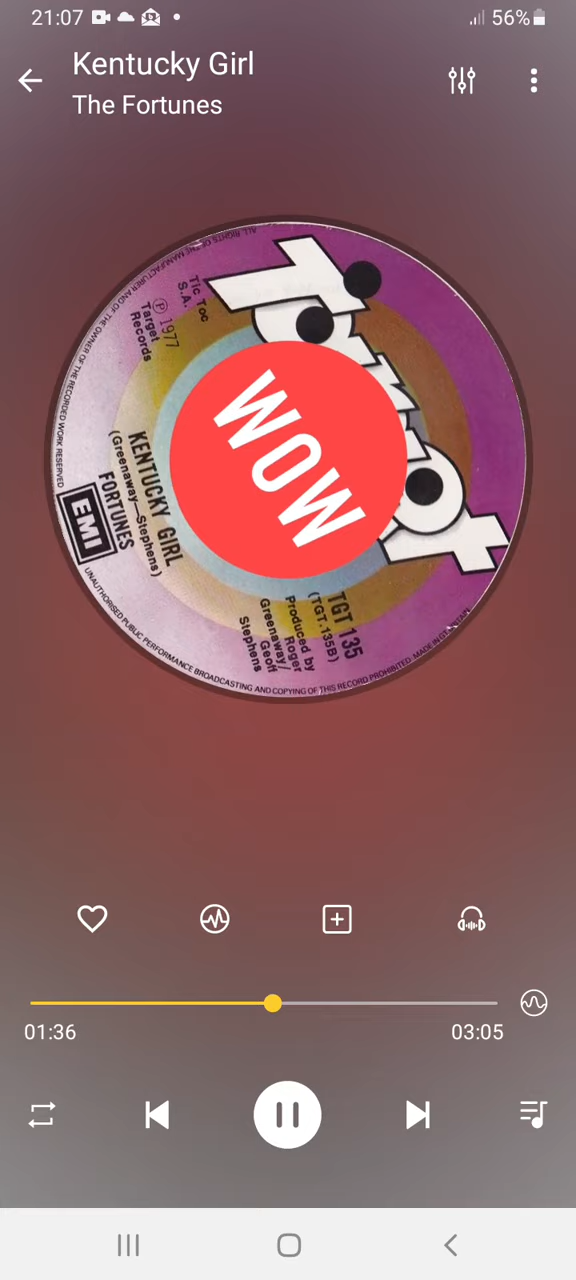 21:07
56%
Kentucky Girl
The Fortunes
Target
Tic Toc
S.A.
℗ 1977
Target
Records
WOW
KENTUCKY GIRL
(Greenaway—Stephens)
FORTUNES
EMI
TGT 135
(TGT.135B)
Produced by
Roger
Greenaway/
Geoff
Stephens
ALL RIGHTS OF THE MANUFACTURER AND OF THE OWNER OF THE RECORDED WORK RESERVED
UNAUTHORISED PUBLIC PERFORMANCE BROADCASTING AND COPYING OF THIS RECORD PROHIBITED. MADE IN GT. BRITAIN
01:36
03:05